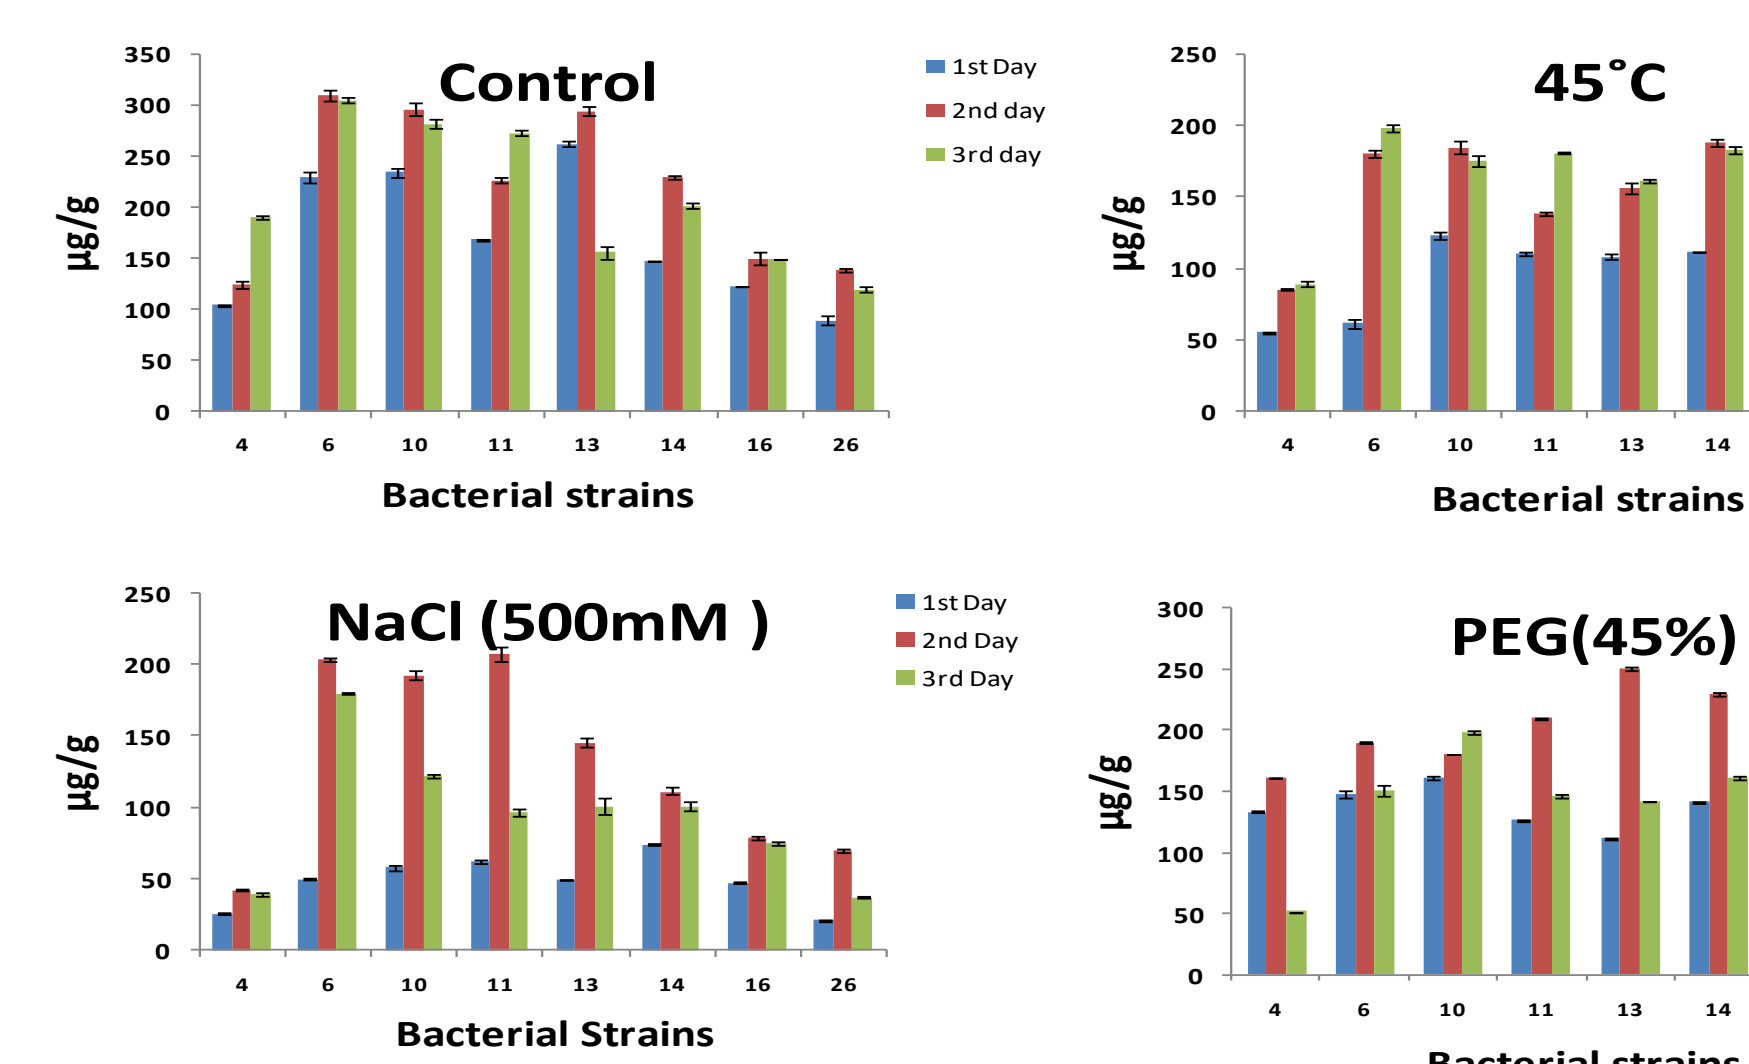 Control
350
300
250
200
150
100
50
0
µg/g
4 6 10 11 13 14 16 26
Bacterial strains
1st Day
2nd day
3rd day
45˚C
250
200
150
100
50
0
µg/g
4 6 10 11 13 14
Bacterial strains
NaCl (500mM )
250
200
150
100
50
0
µg/g
4 6 10 11 13 14 16 26
Bacterial Strains
1st Day
2nd Day
3rd Day
PEG(45%)
300
250
200
150
100
50
0
µg/g
4 6 10 11 13 14
Bacterial strains